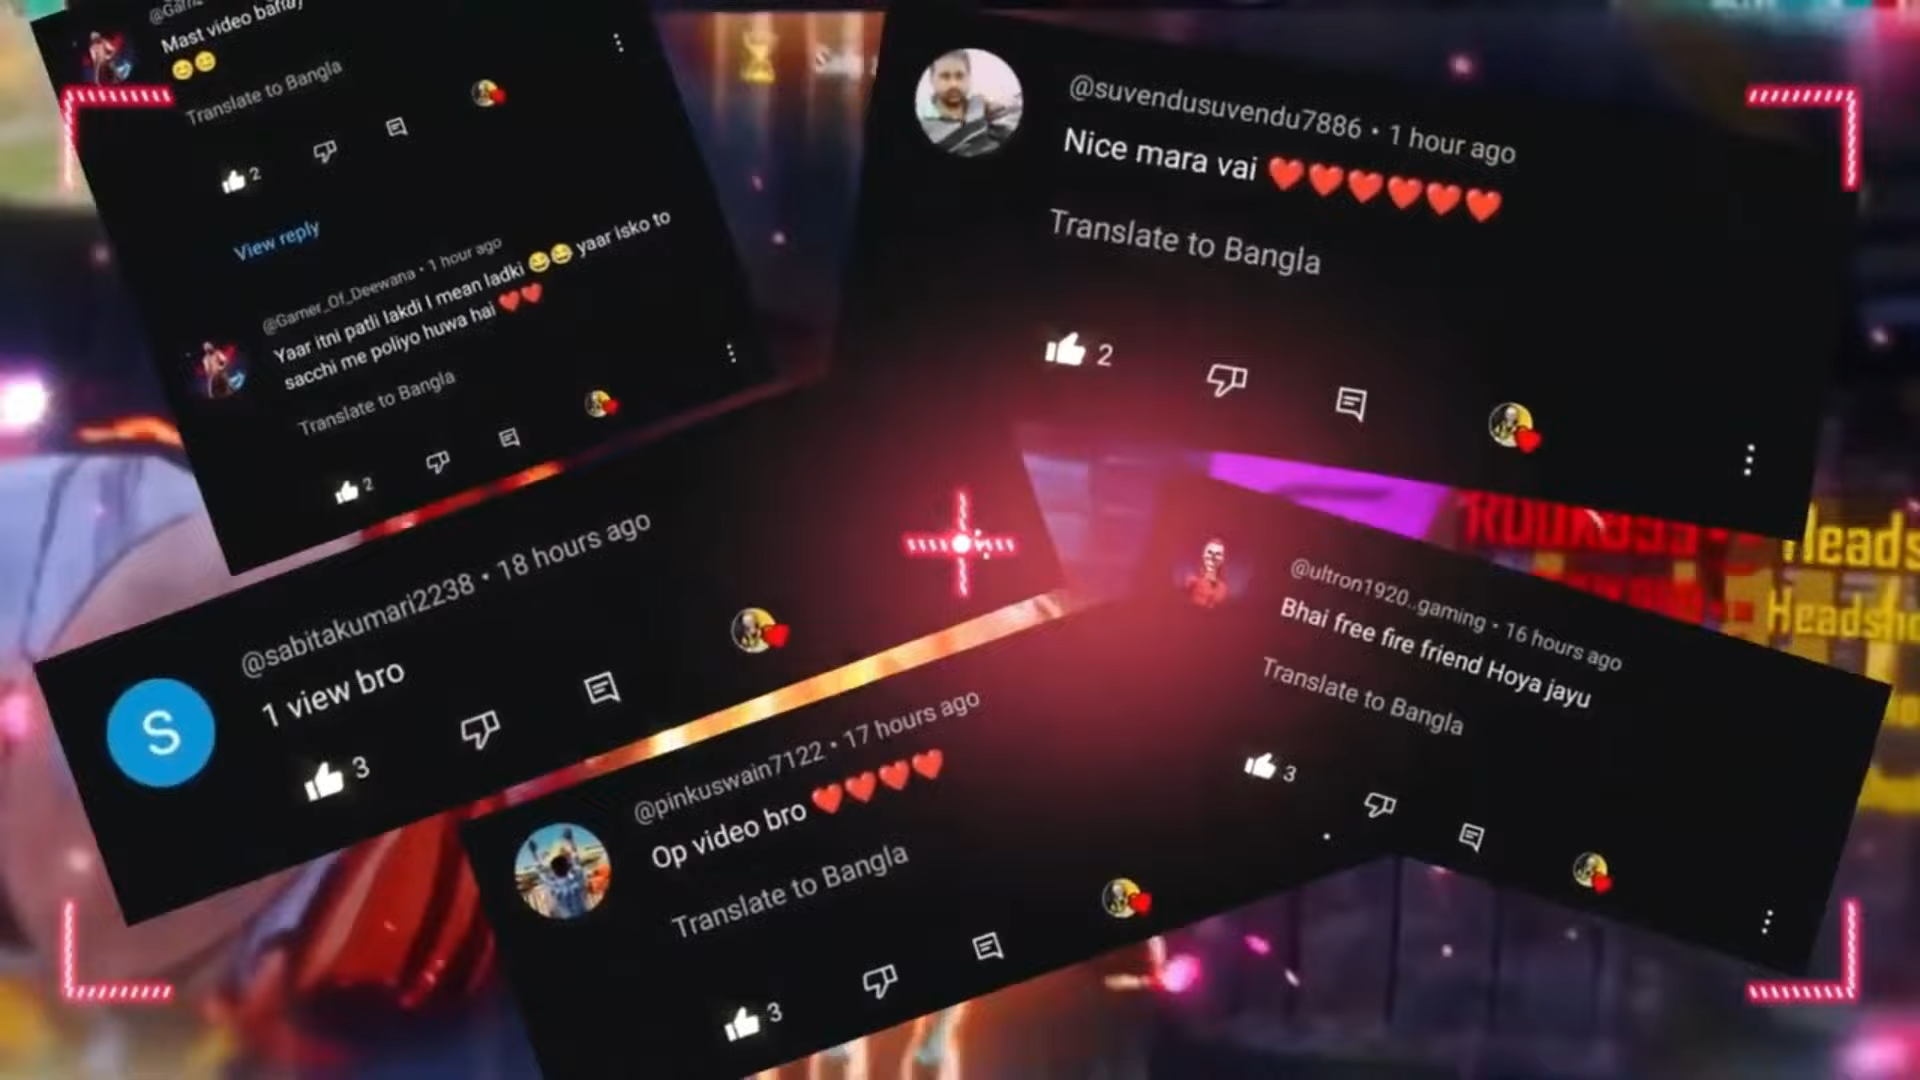 Mast video
😊😊
Translate to Bangla
2
View reply
@Gamer_Of_Deewana • 1 hour ago
Yaar itni patli lakdi I mean ladki 😂😂 yaar isko to
sacchi me poliyo huwa hai ❤️❤️
Translate to Bangla
2
@suvendusuvendu7886 • 1 hour ago
Nice mara vai ❤️❤️❤️❤️❤️❤️
Translate to Bangla
2
@sabitakumari2238 • 18 hours ago
1 view bro
S
3
@ultron1920..gaming • 16 hours ago
Bhai free fire friend Hoya jayu
Translate to Bangla
3
@pinkuswain7122 • 17 hours ago
Op video bro ❤️❤️❤️❤️
Translate to Bangla
3